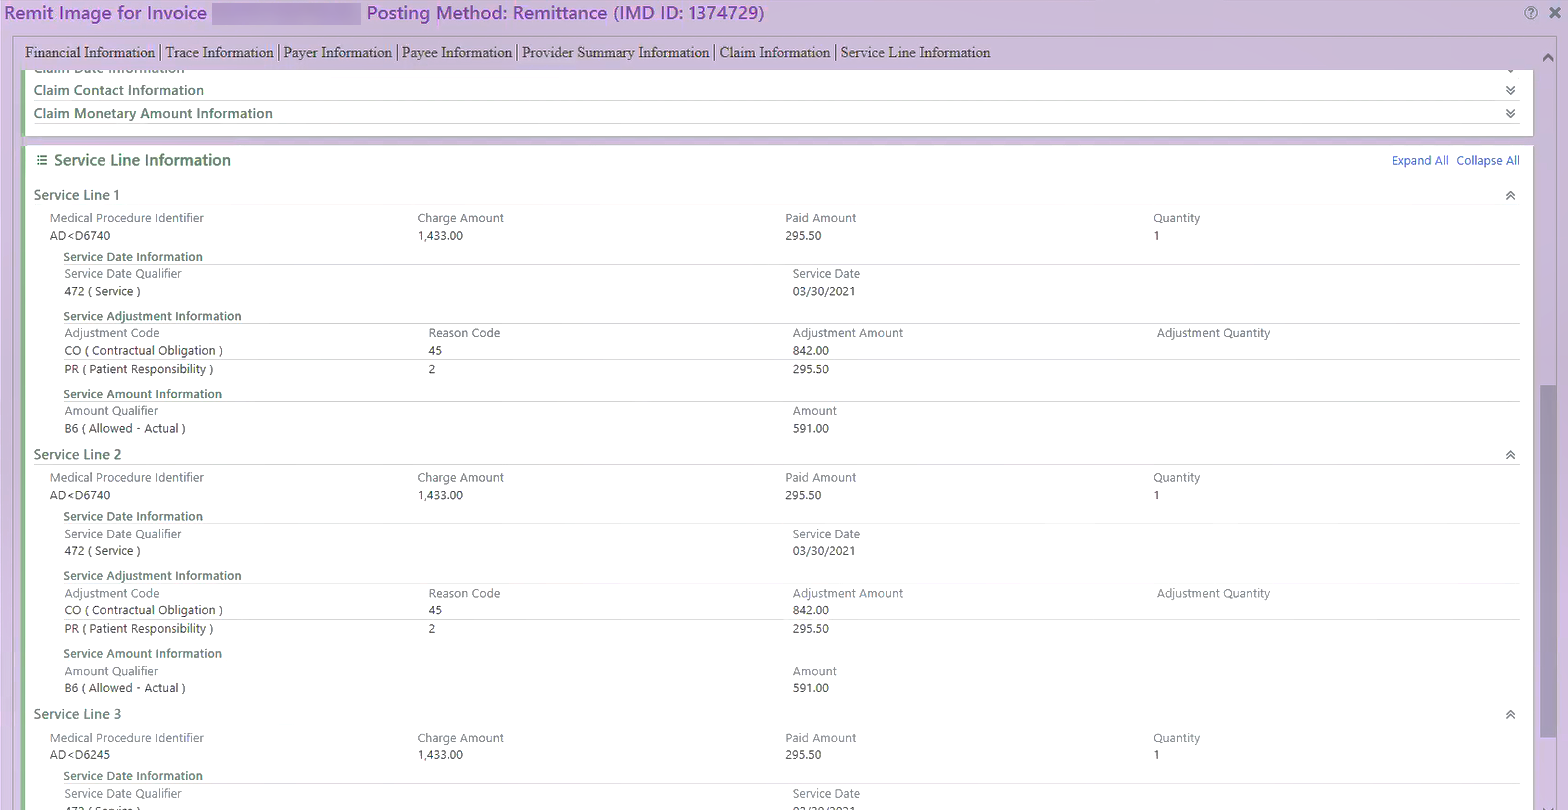 Remit Image for Invoice Posting Method: Remittance (IMD ID: 1374729)
Financial Information | Trace Information | Payer Information | Payee Information | Provider Summary Information | Claim Information | Service Line Information
Claim Date Information
Claim Contact Information
Claim Monetary Amount Information
Service Line Information Expand All Collapse All
Service Line 1
Medical Procedure Identifier Charge Amount Paid Amount Quantity
AD<D6740 1,433.00 295.50 1
Service Date Information
Service Date Qualifier Service Date
472 ( Service ) 03/30/2021
Service Adjustment Information
Adjustment Code Reason Code Adjustment Amount Adjustment Quantity
CO ( Contractual Obligation ) 45 842.00
PR ( Patient Responsibility ) 2 295.50
Service Amount Information
Amount Qualifier Amount
B6 ( Allowed - Actual ) 591.00
Service Line 2
Medical Procedure Identifier Charge Amount Paid Amount Quantity
AD<D6740 1,433.00 295.50 1
Service Date Information
Service Date Qualifier Service Date
472 ( Service ) 03/30/2021
Service Adjustment Information
Adjustment Code Reason Code Adjustment Amount Adjustment Quantity
CO ( Contractual Obligation ) 45 842.00
PR ( Patient Responsibility ) 2 295.50
Service Amount Information
Amount Qualifier Amount
B6 ( Allowed - Actual ) 591.00
Service Line 3
Medical Procedure Identifier Charge Amount Paid Amount Quantity
AD<D6245 1,433.00 295.50 1
Service Date Information
Service Date Qualifier Service Date
472 ( Service ) 03/30/2021